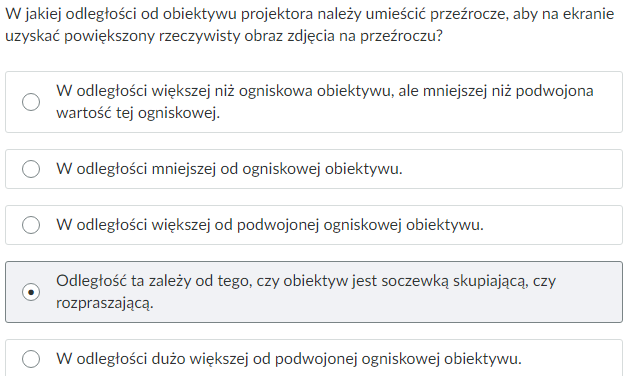 W jakiej odległości od obiektywu projektora należy umieścić przeźrocze, aby na ekranie
uzyskać powiększony rzeczywisty obraz zdjęcia na przeźroczu?
W odległości większej niż ogniskowa obiektywu, ale mniejszej niż podwojona
wartość tej ogniskowej.
W odległości mniejszej od ogniskowej obiektywu.
W odległości większej od podwojonej ogniskowej obiektywu.
Odległość ta zależy od tego, czy obiektyw jest soczewką skupiającą, czy
rozpraszającą.
W odległości dużo większej od podwojonej ogniskowej obiektywu.